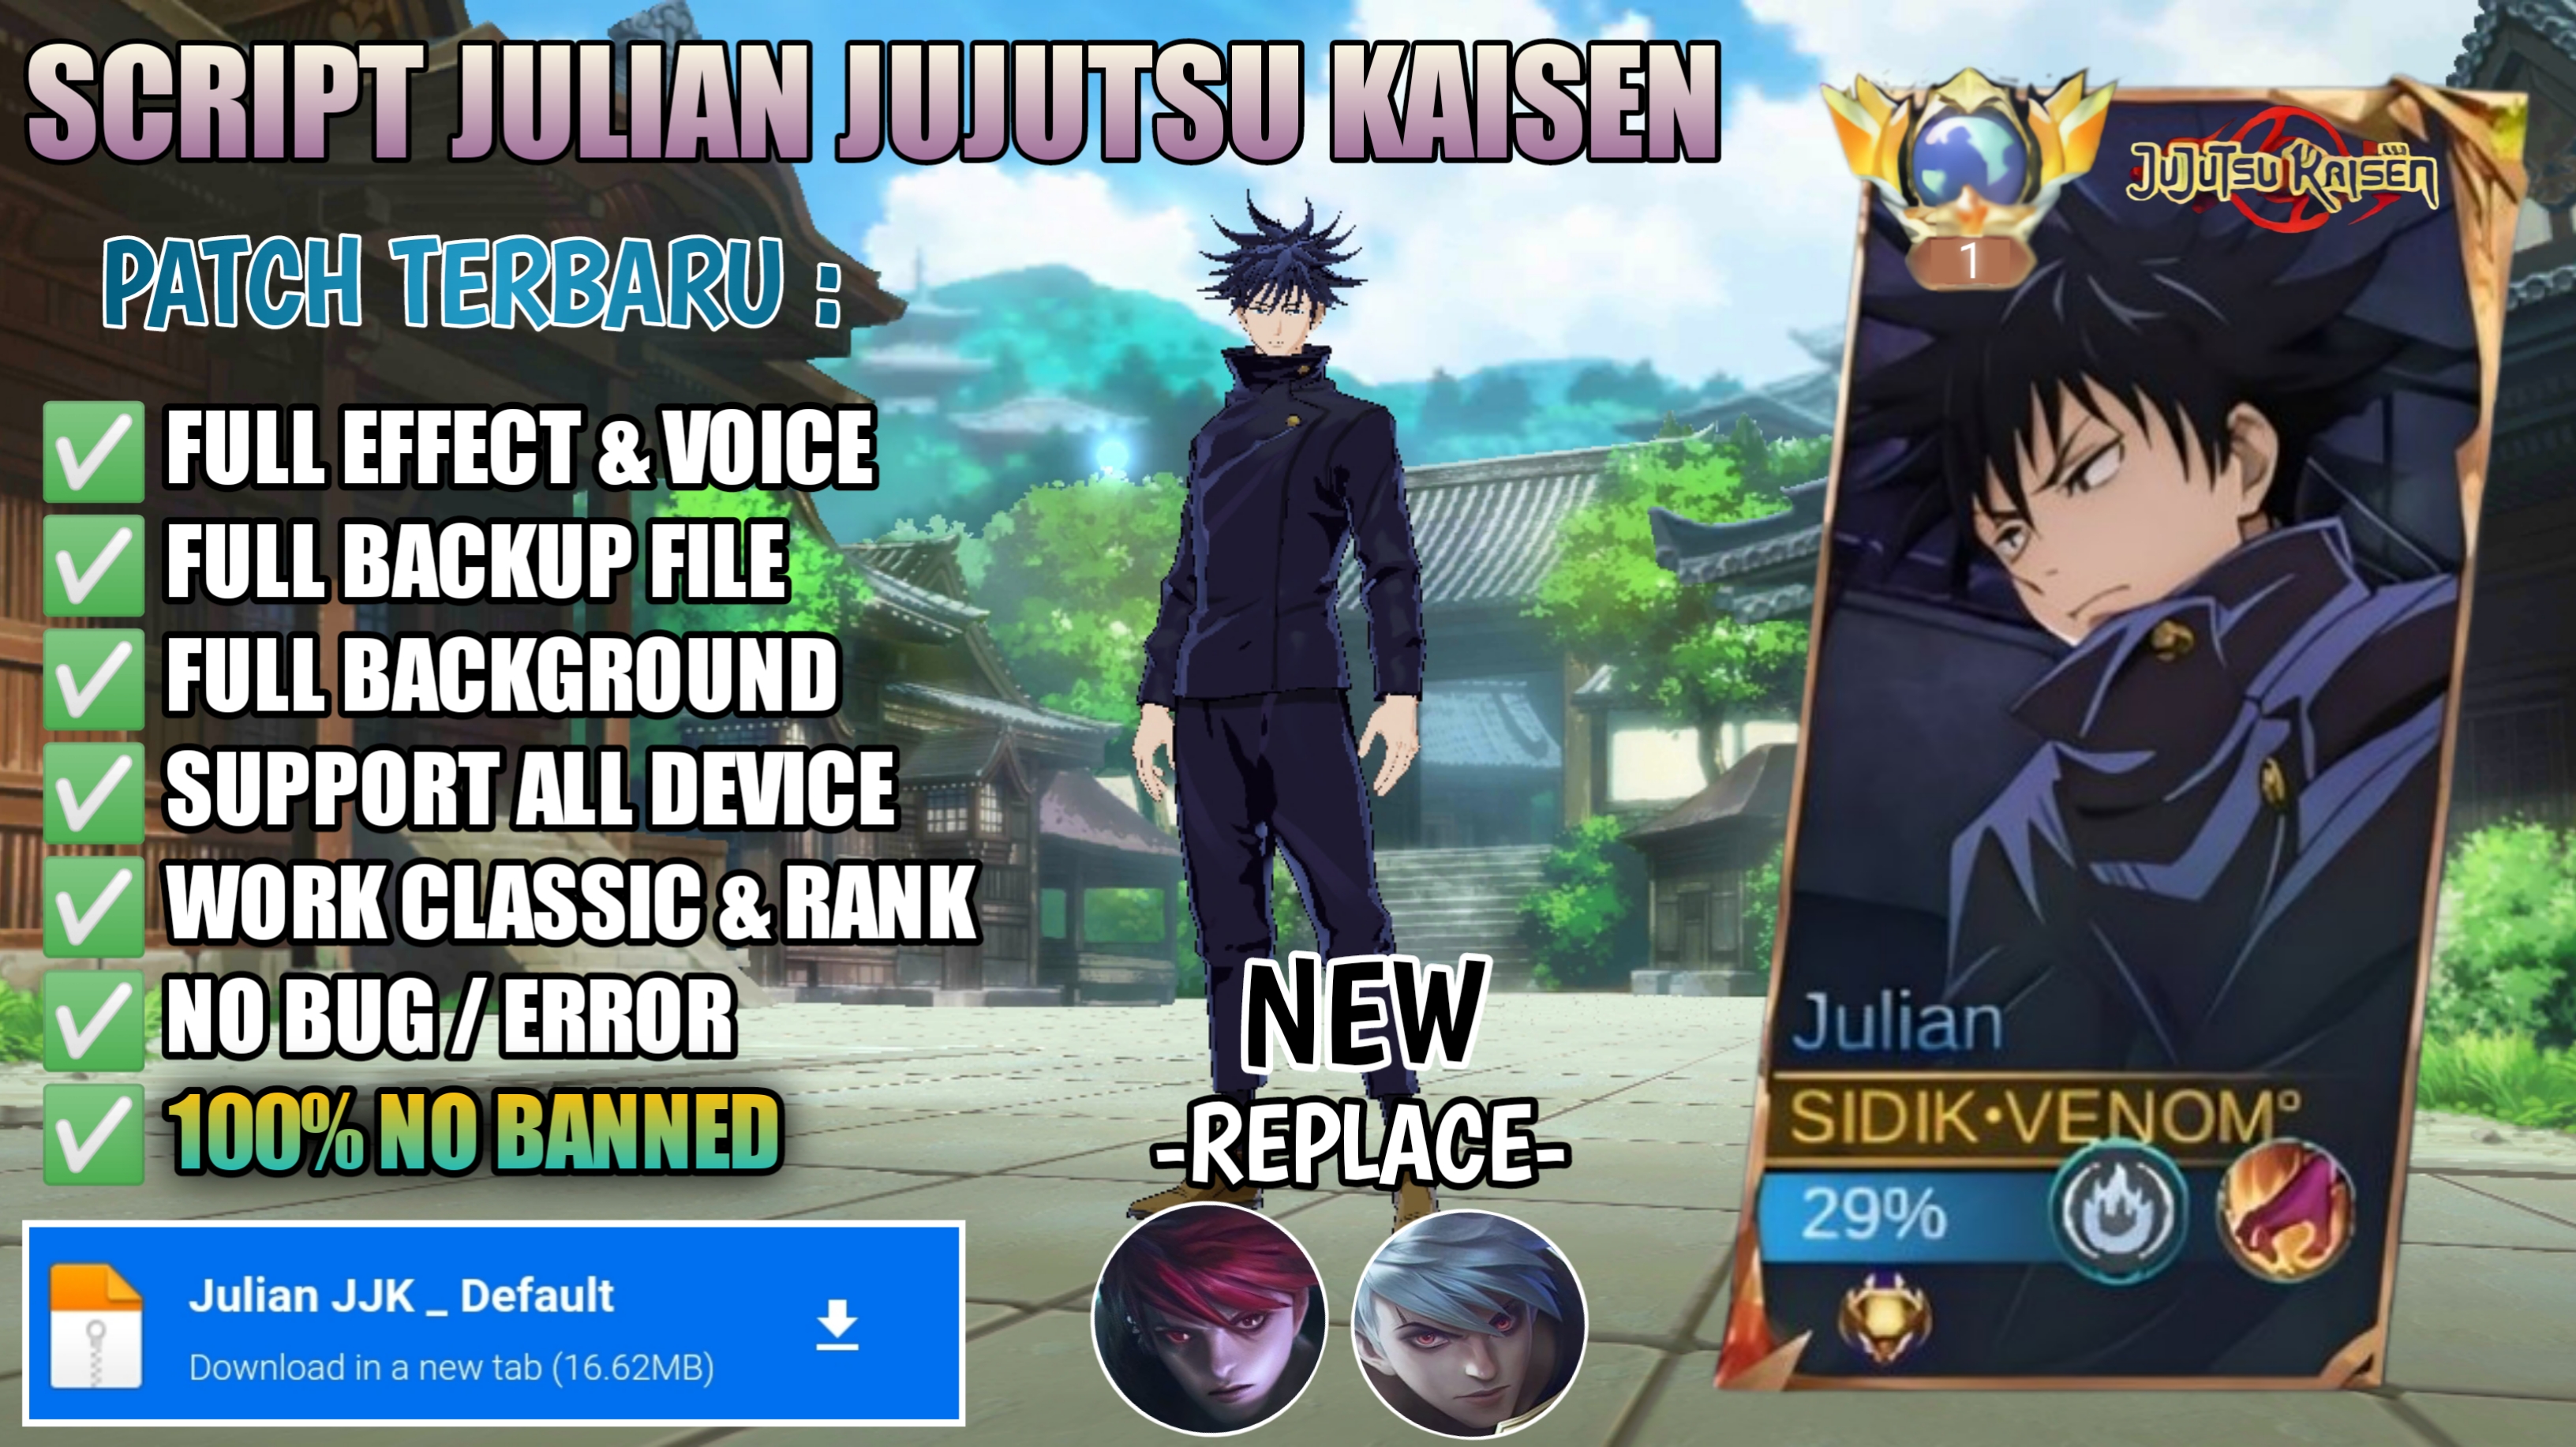 SCRIPT JULIAN JUJUTSU KAISEN
PATCH TERBARU :
FULL EFFECT & VOICE
FULL BACKUP FILE
FULL BACKGROUND
SUPPORT ALL DEVICE
WORK CLASSIC & RANK
NO BUG / ERROR
100% NO BANNED
Julian JJK _ Default
Download in a new tab (16.62MB)
NEW
-REPLACE-
1
JUJUTSU KAISEN
Julian
SIDIK•VENOM°
29%